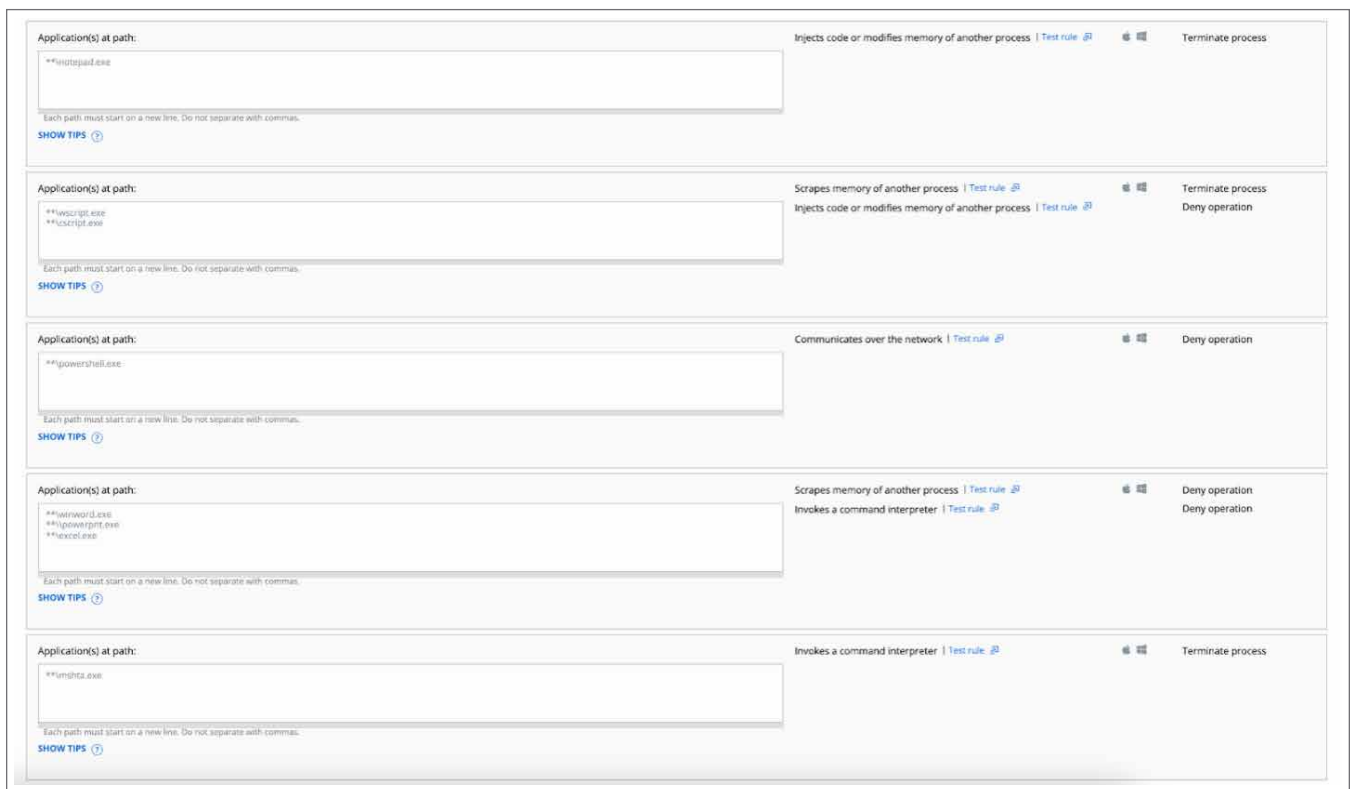 Application(s) at path:
Injects code or modifies memory of another process | Test rule
Terminate process
**\notepad.exe
Each path must start on a new line. Do not separate with commas.
SHOW TIPS ?
Application(s) at path:
Scrapes memory of another process | Test rule
Terminate process
Injects code or modifies memory of another process | Test rule
Deny operation
**\wscript.exe
**\cscript.exe
Each path must start on a new line. Do not separate with commas.
SHOW TIPS ?
Application(s) at path:
Communicates over the network | Test rule
Deny operation
**\powershell.exe
Each path must start on a new line. Do not separate with commas.
SHOW TIPS ?
Application(s) at path:
Scrapes memory of another process | Test rule
Deny operation
Invokes a command interpreter | Test rule
Deny operation
**\winword.exe
**\\powerpnt.exe
**\excel.exe
Each path must start on a new line. Do not separate with commas.
SHOW TIPS ?
Application(s) at path:
Invokes a command interpreter | Test rule
Terminate process
**\mshta.exe
Each path must start on a new line. Do not separate with commas.
SHOW TIPS ?